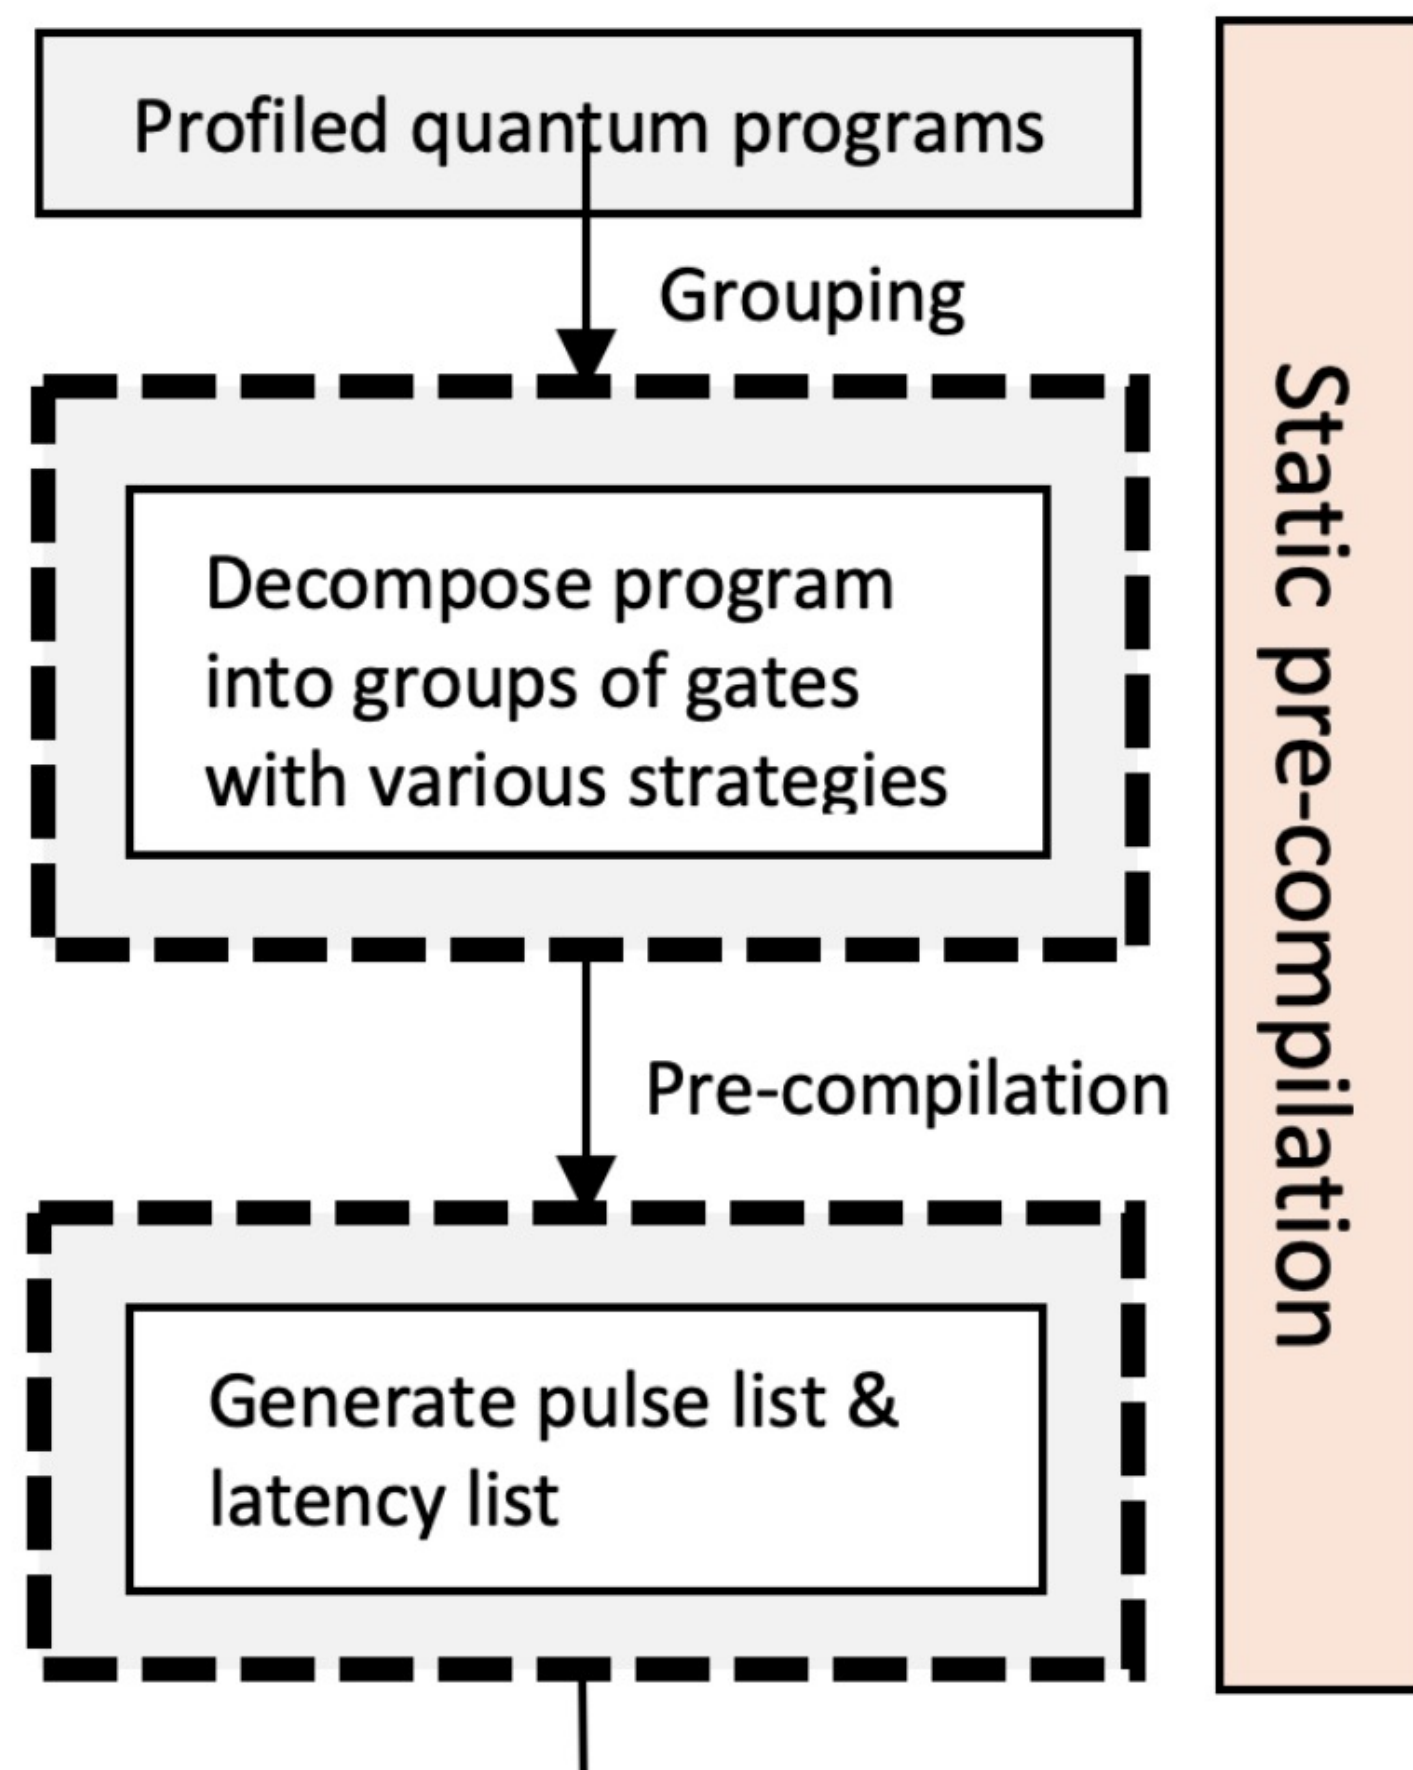 Profiled quantum programs
Grouping
Decompose program
into groups of gates
with various strategies
Pre-compilation
Generate pulse list &
latency list
Static pre-compilation